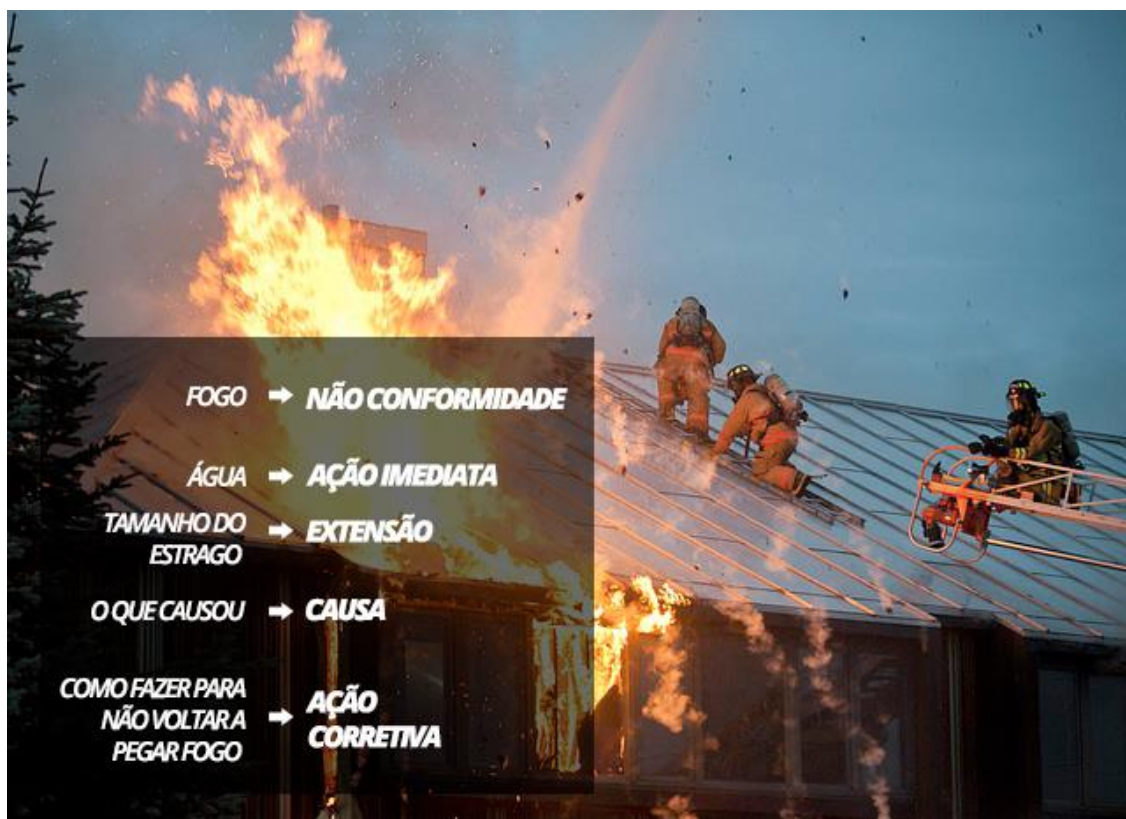 FOGO ➡ NÃO CONFORMIDADE
ÁGUA ➡ AÇÃO IMEDIATA
TAMANHO DO
ESTRAGO ➡ EXTENSÃO
O QUE CAUSOU ➡ CAUSA
COMO FAZER PARA
NÃO VOLTAR A
PEGAR FOGO ➡ AÇÃO
CORRETIVA